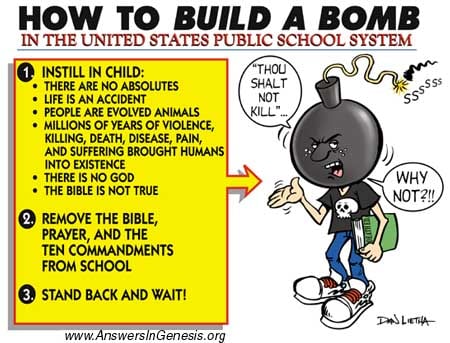 HOW TO BUILD A BOMB
IN THE UNITED STATES PUBLIC SCHOOL SYSTEM
1. INSTILL IN CHILD:
• THERE ARE NO ABSOLUTES
• LIFE IS AN ACCIDENT
• PEOPLE ARE EVOLVED ANIMALS
• MILLIONS OF YEARS OF VIOLENCE,
KILLING, DEATH, DISEASE, PAIN,
AND SUFFERING BROUGHT HUMANS
INTO EXISTENCE
• THERE IS NO GOD
• THE BIBLE IS NOT TRUE
2. REMOVE THE BIBLE,
PRAYER, AND THE
TEN COMMANDMENTS
FROM SCHOOL
3. STAND BACK AND WAIT!
www.AnswersInGenesis.org
"THOU
SHALT
NOT
KILL"...
SSSSSS
WHY
NOT?!!
DAN LIETHA